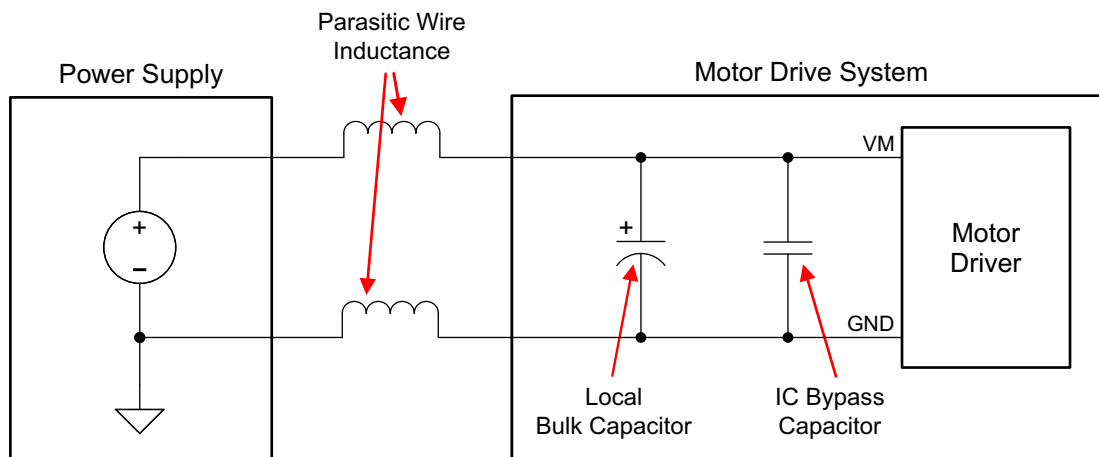 Parasitic Wire
Inductance
Power Supply
Motor Drive System
VM
+
+
Motor
Driver
–
GND
Local
Bulk Capacitor
IC Bypass
Capacitor